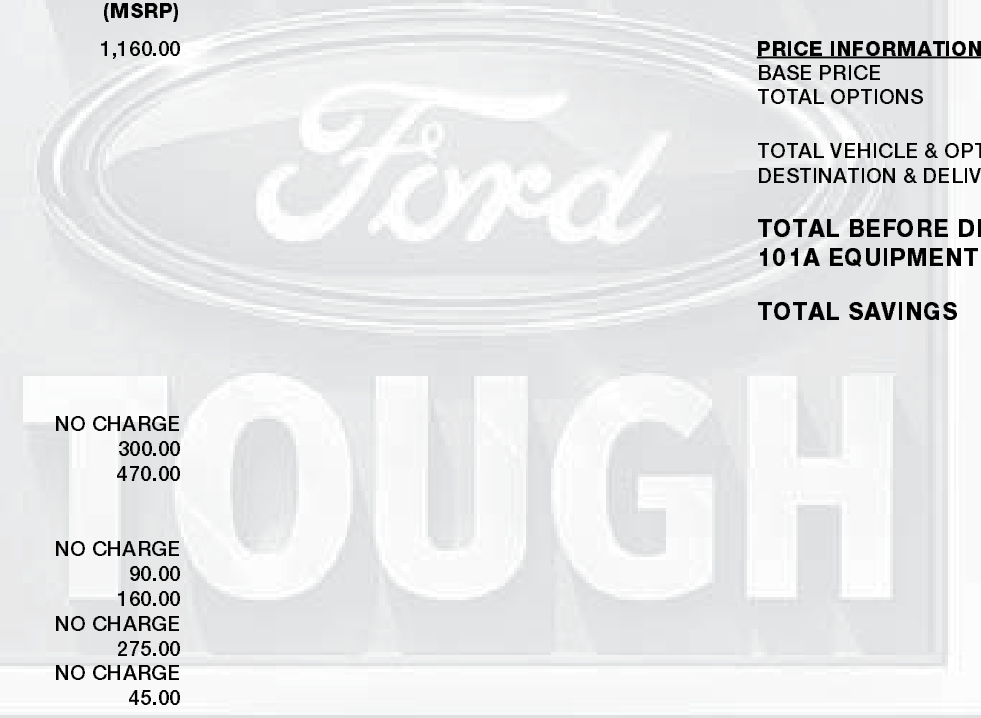 (MSRP)
1,160.00
NO CHARGE
300.00
470.00
NO CHARGE
90.00
160.00
NO CHARGE
275.00
NO CHARGE
45.00
Ford
TOUGH
PRICE INFORMATION
BASE PRICE
TOTAL OPTIONS
TOTAL VEHICLE & OPT
DESTINATION & DELIV
TOTAL BEFORE DI
101A EQUIPMENT
TOTAL SAVINGS